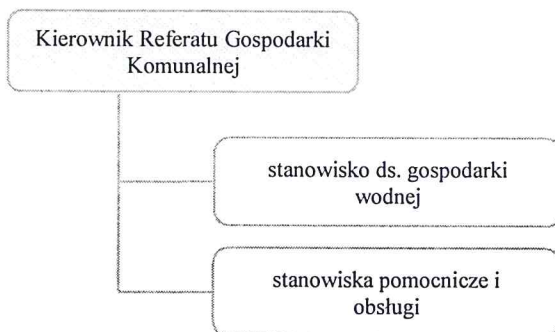 Kierownik Referatu Gospodarki
Komunalnej
stanowisko ds. gospodarki
wodnej
stanowiska pomocnicze i
obsługi